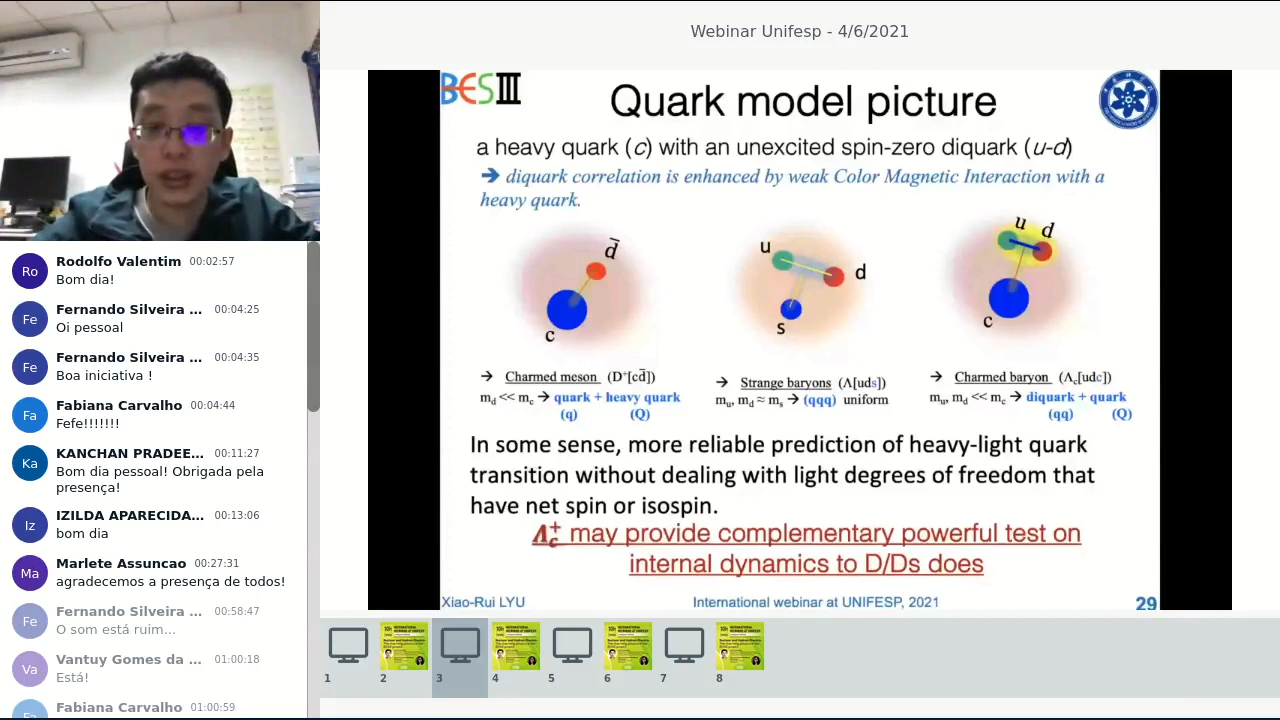 Webinar Unifesp - 4/6/2021
BESIII
Quark model picture
a heavy quark (c) with an unexcited spin-zero diquark (u-d)
➔ diquark correlation is enhanced by weak Color Magnetic Interaction with a
heavy quark.
d̄
c
u
d
s
u d
c
→ Charmed meson (D⁺[cd̄])
m_d << m_c → quark + heavy quark
(q) (Q)
→ Strange baryons (Λ[uds])
m_u, m_d ≈ m_s → (qqq) uniform
→ Charmed baryon (Λ_c[udc])
m_u, m_d << m_c → diquark + quark
(qq) (Q)
In some sense, more reliable prediction of heavy-light quark
transition without dealing with light degrees of freedom that
have net spin or isospin.
Λ_c^+ may provide complementary powerful test on
internal dynamics to D/Ds does
Xiao-Rui LYU
International webinar at UNIFESP, 2021
29
Ro
Rodolfo Valentim 00:02:57
Bom dia!
Fe
Fernando Silveira ... 00:04:25
Oi pessoal
Fe
Fernando Silveira ... 00:04:35
Boa iniciativa !
Fa
Fabiana Carvalho 00:04:44
Fefe!!!!!!!
Ka
KANCHAN PRADEE... 00:11:27
Bom dia pessoal! Obrigada pela
presença!
Iz
IZILDA APARECIDA... 00:13:06
bom dia
Ma
Marlete Assuncao 00:27:31
agradecemos a presença de todos!
Fe
Fernando Silveira ... 00:58:47
O som está ruim...
Va
Vantuy Gomes da ... 01:00:18
Está!
Fa
Fabiana Carvalho 01:00:59
1
2
3
4
5
6
7
8